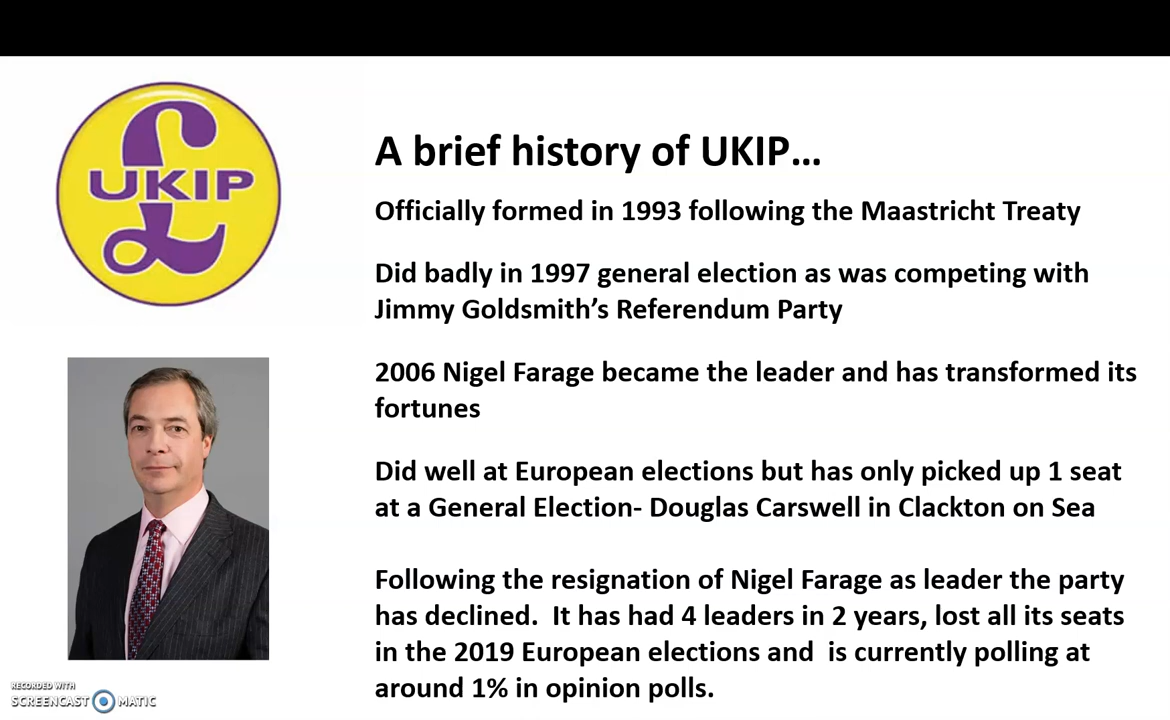 UKIP
A brief history of UKIP...
Officially formed in 1993 following the Maastricht Treaty
Did badly in 1997 general election as was competing with
Jimmy Goldsmith’s Referendum Party
2006 Nigel Farage became the leader and has transformed its
fortunes
Did well at European elections but has only picked up 1 seat
at a General Election- Douglas Carswell in Clackton on Sea
Following the resignation of Nigel Farage as leader the party
has declined.  It has had 4 leaders in 2 years, lost all its seats
in the 2019 European elections and  is currently polling at
around 1% in opinion polls.
RECORDED WITH
SCREENCAST MATIC